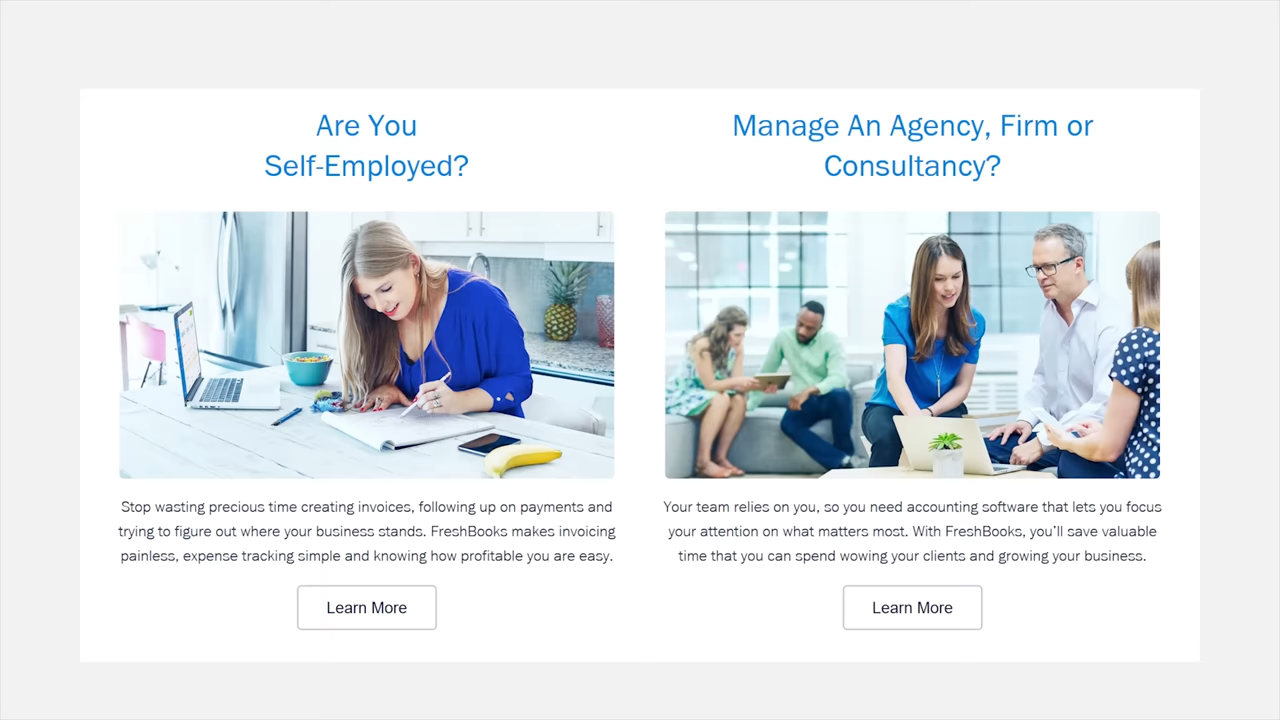 Are You
Self-Employed?
Stop wasting precious time creating invoices, following up on payments and
trying to figure out where your business stands. FreshBooks makes invoicing
painless, expense tracking simple and knowing how profitable you are easy.
Learn More
Manage An Agency, Firm or
Consultancy?
Your team relies on you, so you need accounting software that lets you focus
your attention on what matters most. With FreshBooks, you'll save valuable
time that you can spend wowing your clients and growing your business.
Learn More